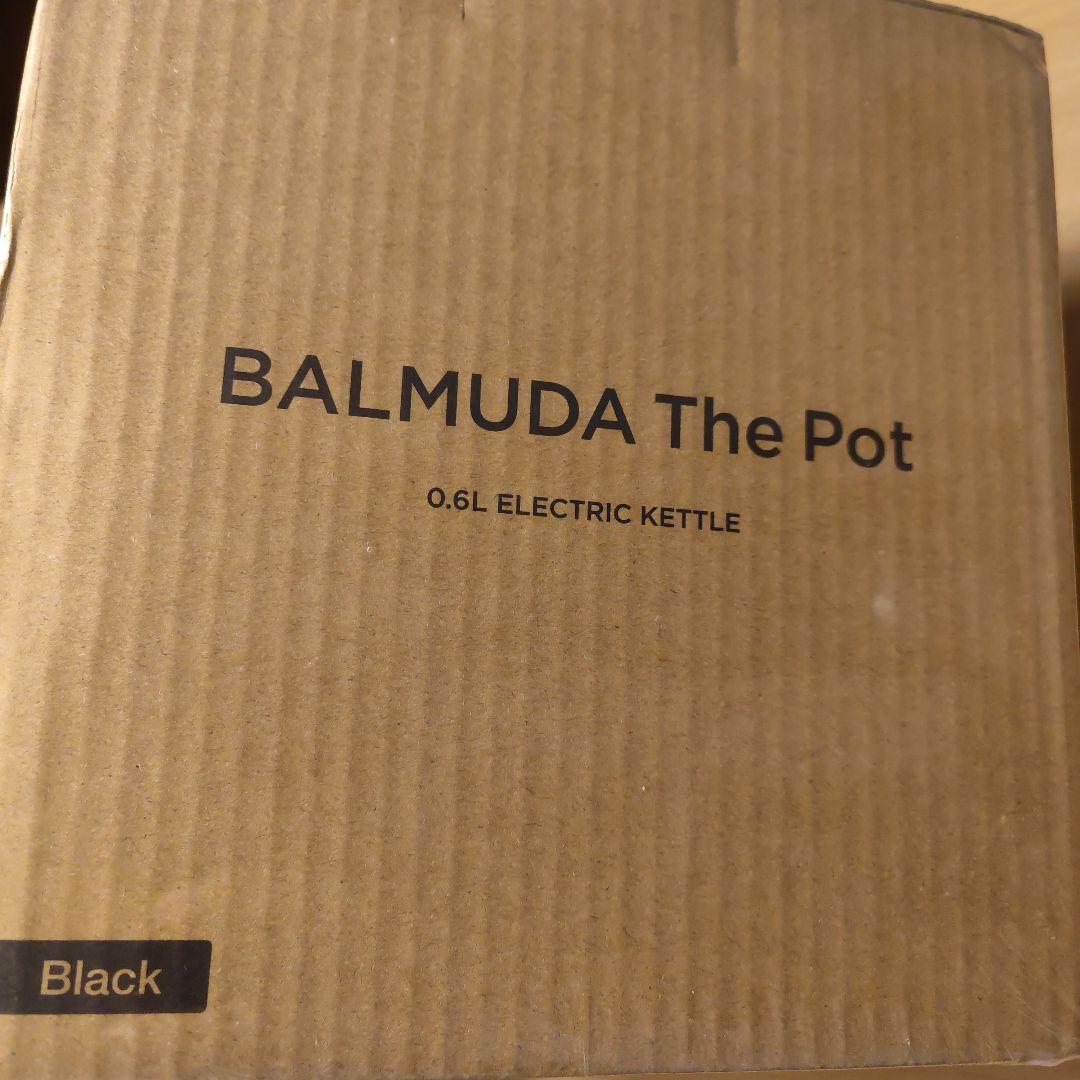 BALMUDA The Pot
0.6L ELECTRIC KETTLE
Black